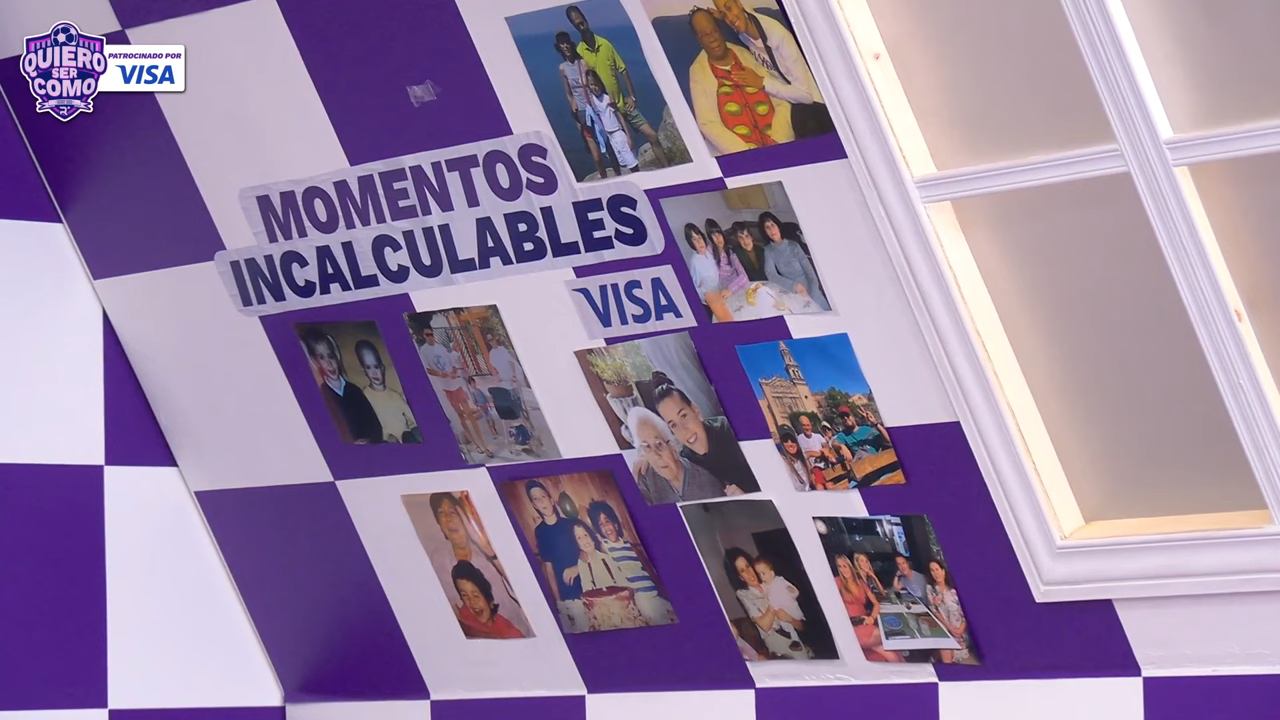 QUIERO
SER
COMO
PATROCINADO POR
VISA
MOMENTOS
INCALCULABLES
VISA